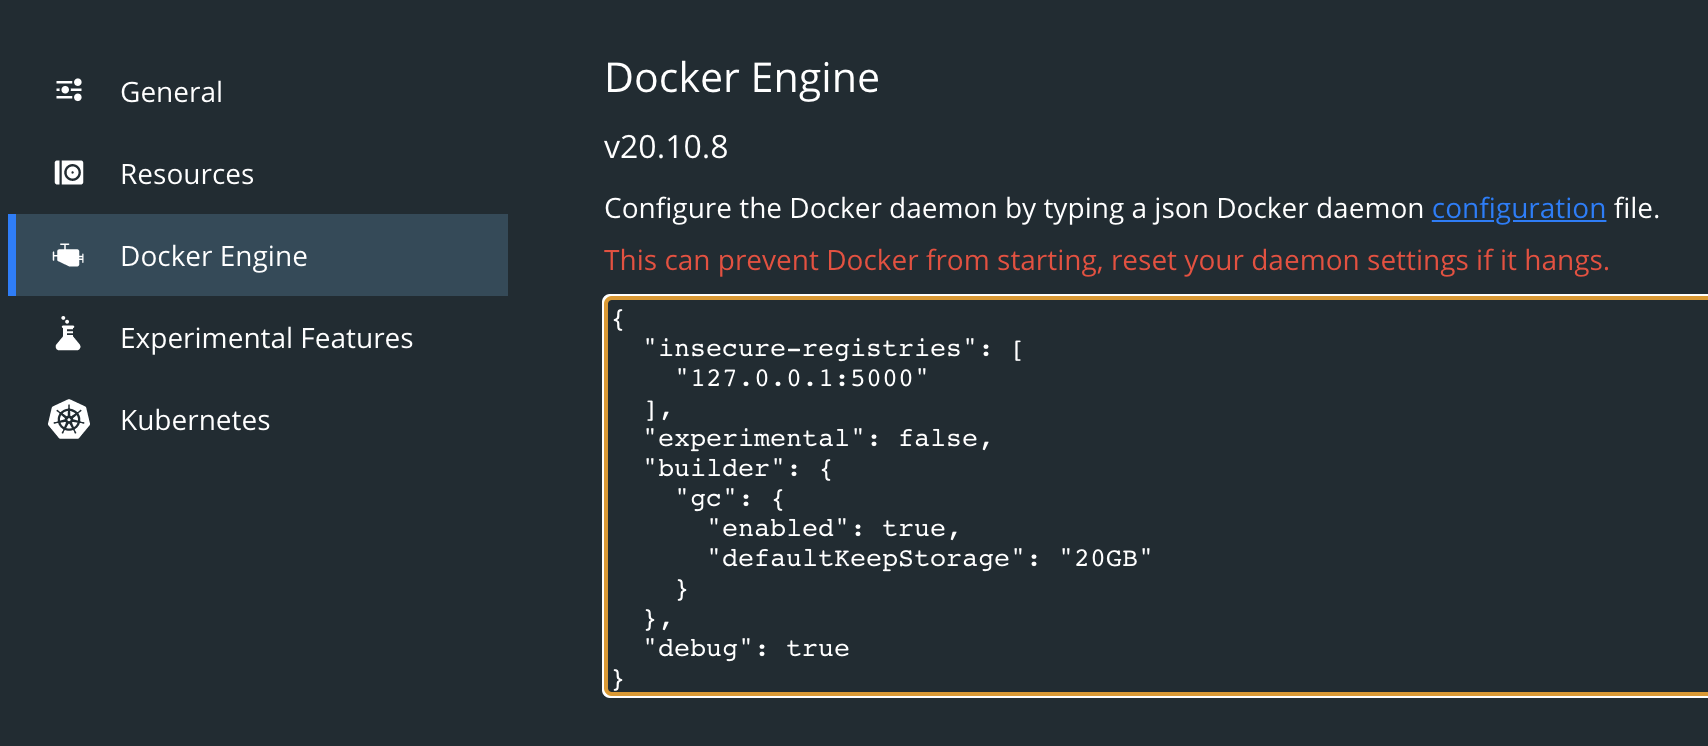 General
Resources
Docker Engine
Experimental Features
Kubernetes
Docker Engine
v20.10.8
Configure the Docker daemon by typing a json Docker daemon configuration file.
This can prevent Docker from starting, reset your daemon settings if it hangs.
{
  "insecure-registries": [
    "127.0.0.1:5000"
  ],
  "experimental": false,
  "builder": {
    "gc": {
      "enabled": true,
      "defaultKeepStorage": "20GB"
    }
  },
  "debug": true
}